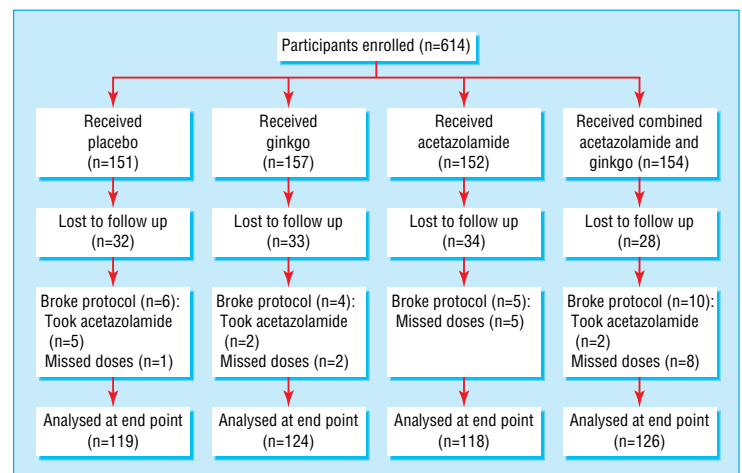 Participants enrolled (n=614)
Received
placebo
(n=151)
Received
ginkgo
(n=157)
Received
acetazolamide
(n=152)
Received combined
acetazolamide and
ginkgo (n=154)
Lost to follow up
(n=32)
Lost to follow up
(n=33)
Lost to follow up
(n=34)
Lost to follow up
(n=28)
Broke protocol (n=6):
Took acetazolamide
(n=5)
Missed doses (n=1)
Broke protocol (n=4):
Took acetazolamide
(n=2)
Missed doses (n=2)
Broke protocol (n=5):
Missed doses (n=5)
Broke protocol (n=10):
Took acetazolamide
(n=2)
Missed doses (n=8)
Analysed at end point
(n=119)
Analysed at end point
(n=124)
Analysed at end point
(n=118)
Analysed at end point
(n=126)